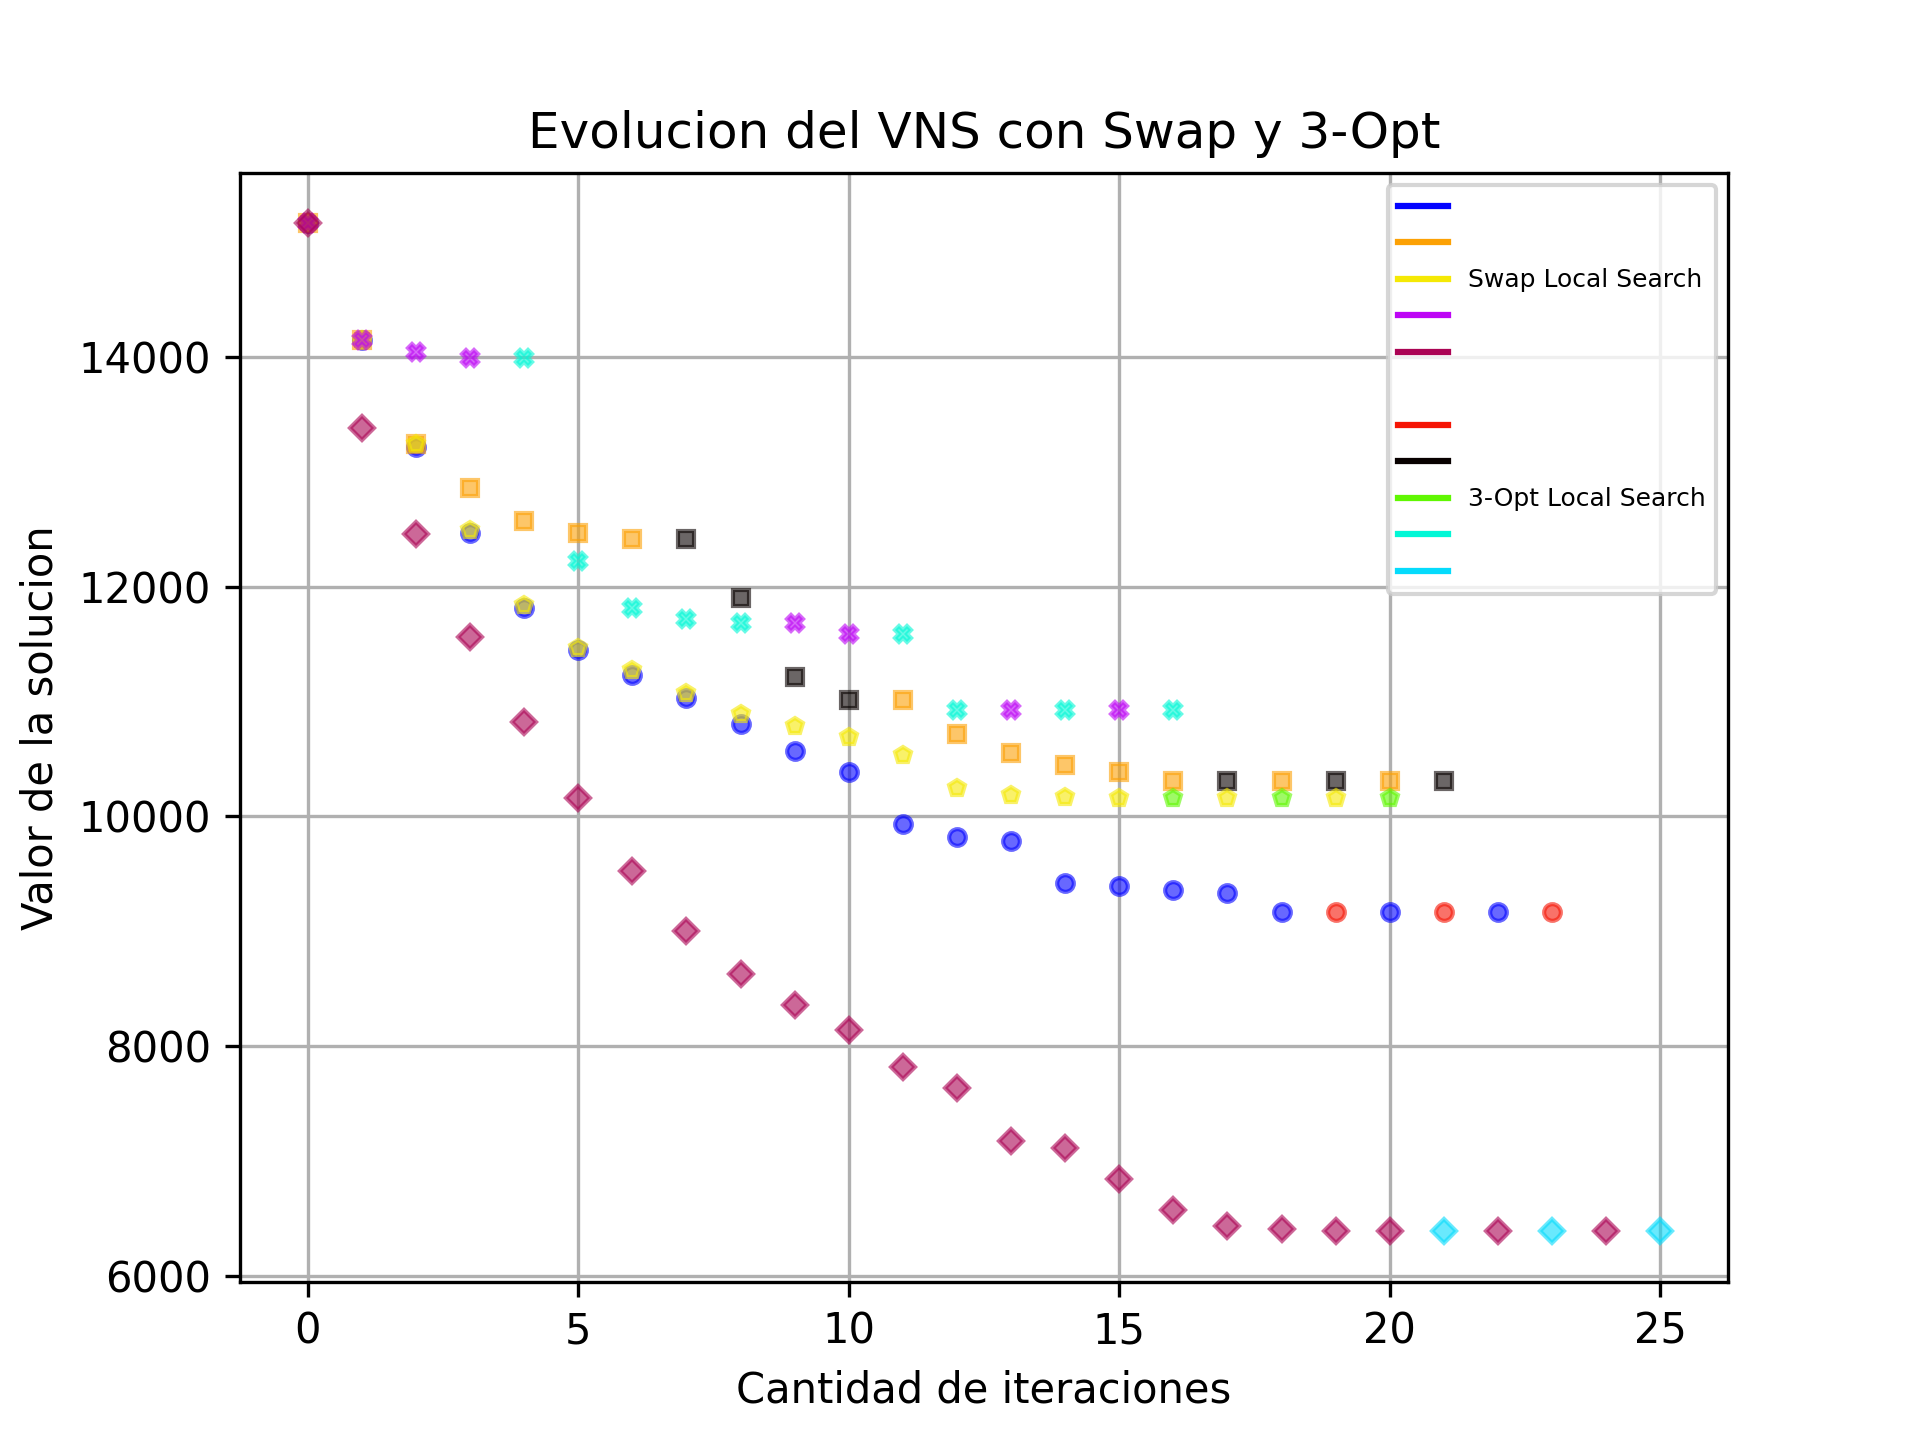 Evolucion del VNS con Swap y 3-Opt
Swap Local Search
3-Opt Local Search
Valor de la solucion
14000
12000
10000
8000
6000
0 5 10 15 20 25
Cantidad de iteraciones